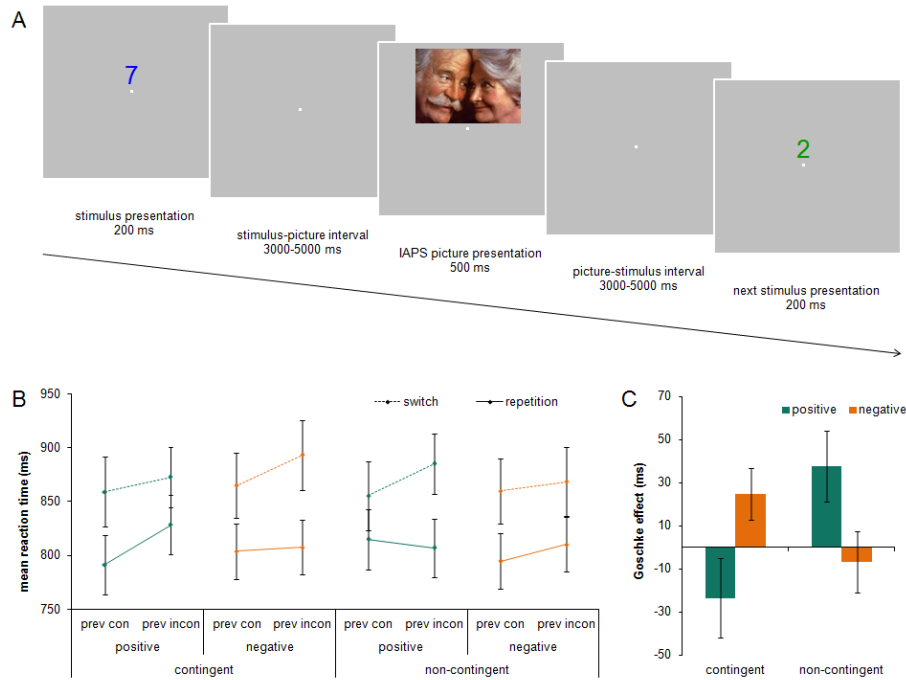 A
7
2
stimulus presentation
200 ms
stimulus-picture interval
3000-5000 ms
IAPS picture presentation
500 ms
picture-stimulus interval
3000-5000 ms
next stimulus presentation
200 ms
B
mean reaction time (ms)
950
900
850
800
750
switch
repetition
prev con prev incon prev con prev incon prev con prev incon prev con prev incon
positive negative positive negative
contingent non-contingent
C
Goschke effect (ms)
70
50
30
10
-10
-30
-50
positive negative
contingent non-contingent